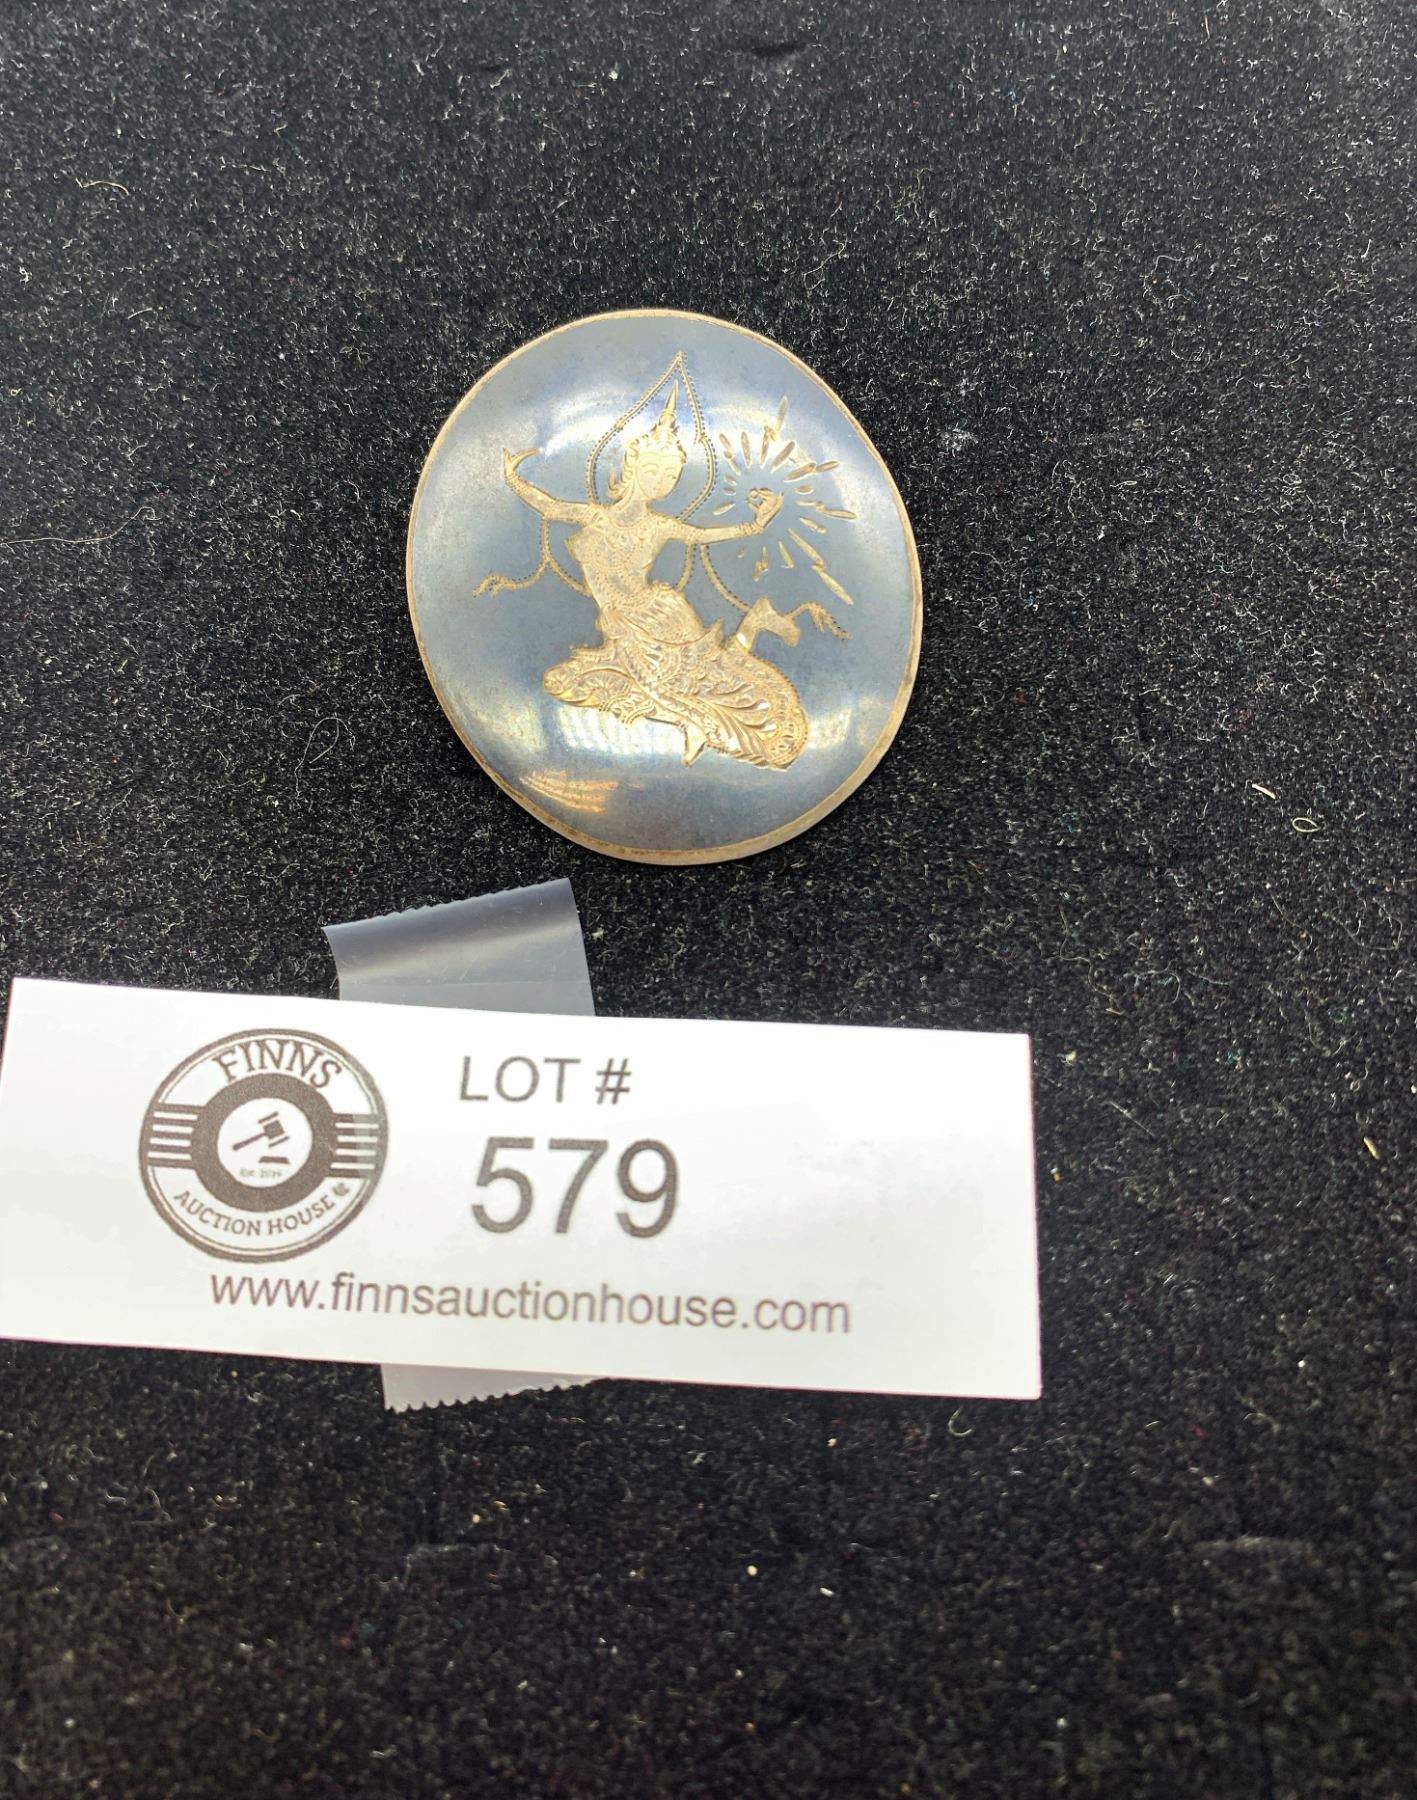 FINNS
Est. 2019
AUCTION HOUSE
LOT #
579
www.finnsauctionhouse.com